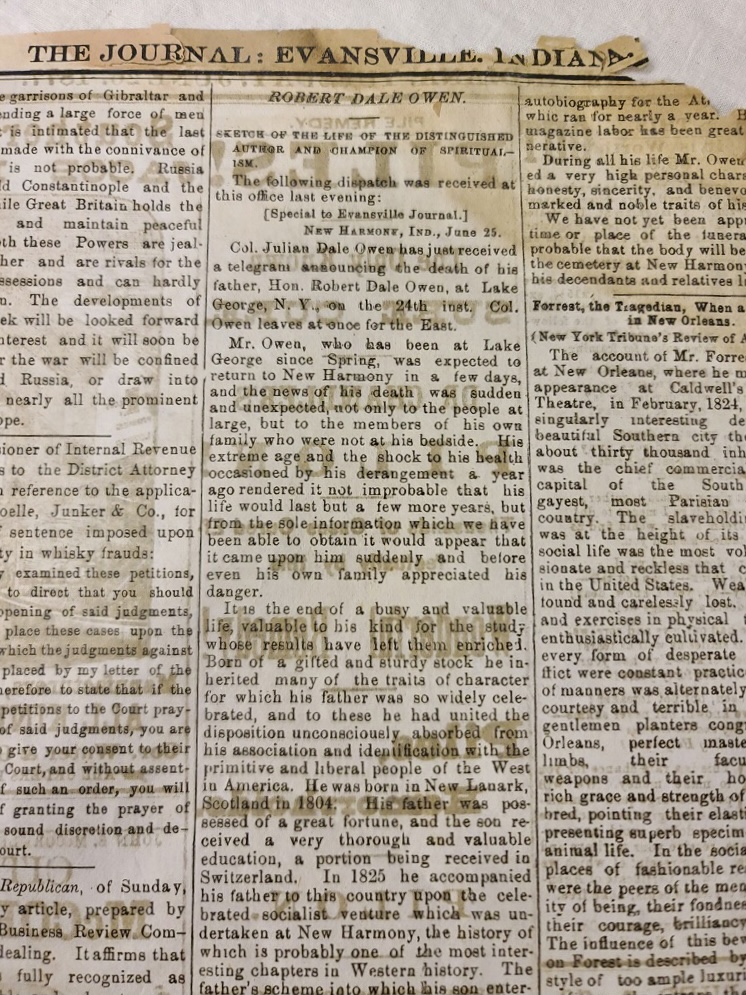 THE JOURNAL: EVANSVILLE. INDIANA.
e garrisons of Gibraltar and
ending a large force of men
t is intimated that the last
made with the connivance of
is not probable. Russia
ld Constantinople and the
ile Great Britain holds the
and maintain peaceful
oth these Powers are jeal-
her and are rivals for the
ssessions and can hardly
n. The developments of
ek will be looked forward
nterest and it will soon be
r the war will be confined
d Russia, or draw into
nearly all the prominent
ope.
sioner of Internal Revenue
s to the District Attorney
n reference to the applica-
oelle, Junker & Co., for
f sentence imposed upon
ty in whisky frauds:
y examined these petitions,
to direct that you should
opening of said judgments,
place these cases upon the
which the judgments against
placed by my letter of the
herefore to state that if the
petitions to the Court pray-
of said judgments, you are
o give your consent to their
Court, and without assent-
f such an order, you will
f granting the prayer of
sound discretion and de-
ourt.
Republican, of Sunday,
y article, prepared by
Business Review Com-
dealing. It affirms that
fully recognized as
ROBERT DALE OWEN.
SKETCH OF THE LIFE OF THE DISTINGUISHED
AUTHOR AND CHAMPION OF SPIRITUAL-
ISM.
The following dispatch was received at
this office last evening:
[Special to Evansville Journal.]
NEW HARMONY, IND., June 25.
Col. Julian Dale Owen has just received
a telegram announcing the death of his
father, Hon. Robert Dale Owen, at Lake
George, N. Y., on the 24th inst. Col.
Owen leaves at once for the East.
Mr. Owen, who has been at Lake
George since Spring, was expected to
return to New Harmony in a few days,
and the news of his death was sudden
and unexpected, not only to the people at
large, but to the members of his own
family who were not at his bedside. His
extreme age and the shock to his health
occasioned by his derangement a year
ago rendered it not improbable that his
life would last but a few more years, but
from the sole information which we have
been able to obtain it would appear that
it came upon him suddenly and before
even his own family appreciated his
danger.
It is the end of a busy and valuable
life, valuable to his kind for the study
whose results have left them enriched.
Born of a gifted and sturdy stock he in-
herited many of the traits of character
for which his father was so widely cele-
brated, and to these he had united the
disposition unconsciously absorbed from
his association and identification with the
primitive and liberal people of the West
in America. He was born in New Lanark,
Scotland in 1804. His father was pos-
sessed of a great fortune, and the son re-
ceived a very thorough and valuable
education, a portion being received in
Switzerland. In 1825 he accompanied
his father to this country upon the cele-
brated socialist venture which was un-
dertaken at New Harmony, the history of
which is probably one of the most inter-
esting chapters in Western history. The
father's scheme into which his son enter-
autobiography for the At
whic ran for nearly a year. H
magazine labor has been great
nerative.
During all his life Mr. Owen
ed a very high personal char
honesty, sincerity, and benev
marked and noble traits of his
We have not yet been app
time or place of the funera
probable that the body will be
the cemetery at New Harmony
his decendants and relatives li
Forrest, the Tragedian, When a
in New Orleans.
(New York Tribune's Review of A
The account of Mr. Forre
at New Orleans, where he m
appearance at Caldwell's
Theatre, in February, 1824,
singularly interesting de
beautiful Southern city th
about thirty thousand inh
was the chief commercia
capital of the South
gayest, most Parisian
country. The slaveholdi
was at the height of its
social life was the most vol
sionate and reckless that c
in the United States. Wea
found and carelessly lost.
and exercises in physical t
enthusiastically cultivated.
every form of desperate
flict were constant practic
of manners was alternately
courtesy and terrible in
gentlemen planters cong
Orleans, perfect maste
limbs, their facu
weapons and their ho
rich grace and strength of
bred, pointing their elasti
presenting superb specim
animal life. In the socia
places of fashionable re
were the peers of the men
ity of being, their fondnes
their courage, brilliancy
The influence of this bev
on Forest is described by
style of too ample luxuri